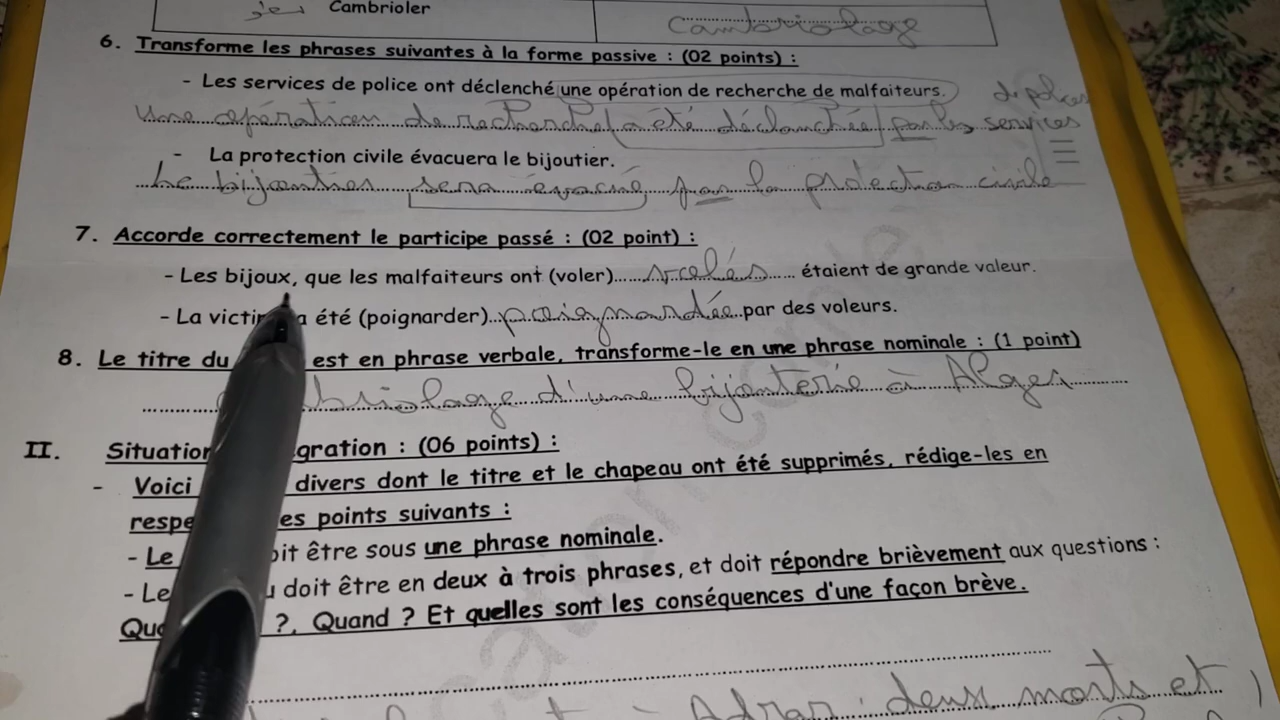 Cambrioler cambriolage
6. Transforme les phrases suivantes à la forme passive : (02 points) :
- Les services de police ont déclenché une opération de recherche de malfaiteurs.
de police
Une opération de recherche a été déclanchée par les services
- La protection civile évacuera le bijoutier.
Le bijoutier sera évacué par la protection civile
7. Accorde correctement le participe passé : (02 point) :
- Les bijoux, que les malfaiteurs ont (voler)...volés... étaient de grande valeur.
- La victi a été (poignarder)...poignardée..par des voleurs.
8. Le titre du est en phrase verbale, transforme-le en une phrase nominale : (1 point)
briolage d'une bijouterie à Alger
II. Situation gration : (06 points) :
- Voici divers dont le titre et le chapeau ont été supprimés, rédige-les en
respe es points suivants :
- Le oit être sous une phrase nominale.
- Le u doit être en deux à trois phrases, et doit répondre brièvement aux questions :
Qu ?, Quand ? Et quelles sont les conséquences d'une façon brève.
à Adrar : deux morts et